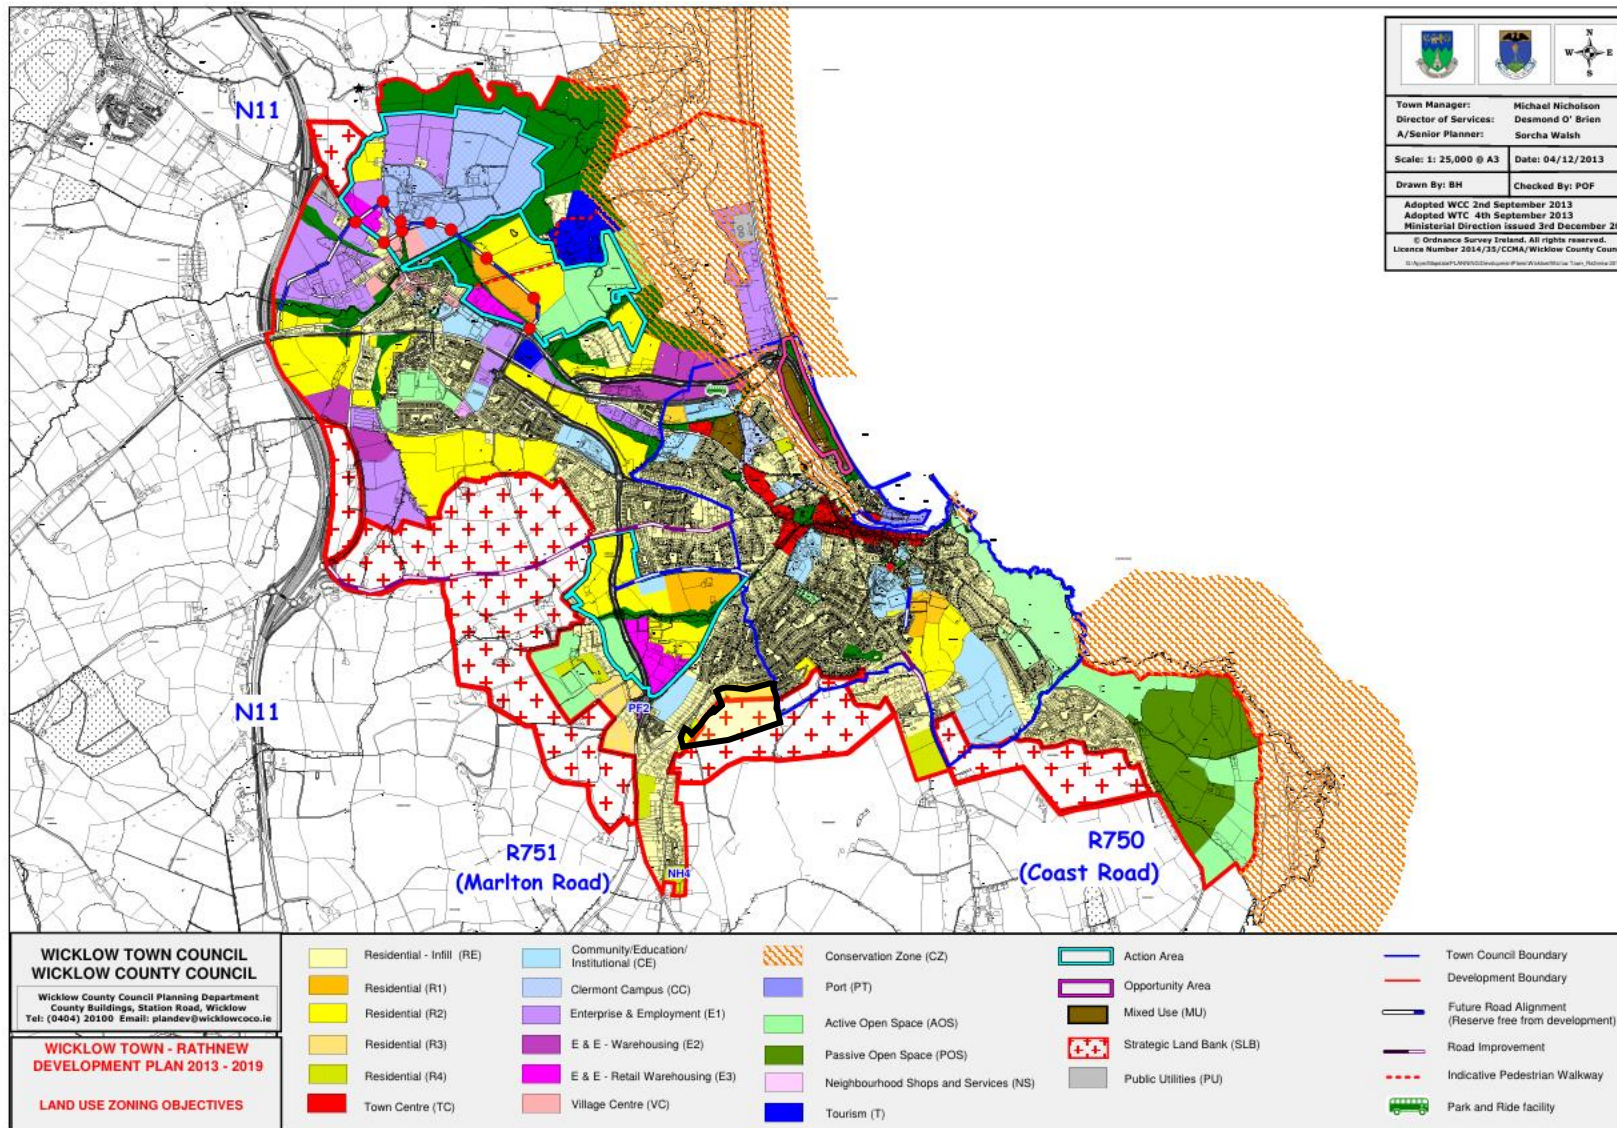 N
W E
S
Town Manager: Michael Nicholson
Director of Services: Desmond O' Brien
A/Senior Planner: Sorcha Walsh
Scale: 1: 25,000 @ A3 Date: 04/12/2013
Drawn By: BH Checked By: POF
Adopted WCC 2nd September 2013
Adopted WTC 4th September 2013
Ministerial Direction issued 3rd December 20
© Ordnance Survey Ireland. All rights reserved.
Licence Number 2014/35/CCMA/Wicklow County Coun
N11
N11
PF2
NH4
R751
(Marlton Road)
R750
(Coast Road)
WICKLOW TOWN COUNCIL
WICKLOW COUNTY COUNCIL
Wicklow County Council Planning Department
County Buildings, Station Road, Wicklow
Tel: (0404) 20100 Email: plandev@wicklowcoco.ie
WICKLOW TOWN - RATHNEW
DEVELOPMENT PLAN 2013 - 2019
LAND USE ZONING OBJECTIVES
Residential - Infill (RE)
Residential (R1)
Residential (R2)
Residential (R3)
Residential (R4)
Town Centre (TC)
Community/Education/
Institutional (CE)
Clermont Campus (CC)
Enterprise & Employment (E1)
E & E - Warehousing (E2)
E & E - Retail Warehousing (E3)
Village Centre (VC)
Conservation Zone (CZ)
Port (PT)
Active Open Space (AOS)
Passive Open Space (POS)
Neighbourhood Shops and Services (NS)
Tourism (T)
Action Area
Opportunity Area
Mixed Use (MU)
Strategic Land Bank (SLB)
Public Utilities (PU)
Town Council Boundary
Development Boundary
Future Road Alignment
(Reserve free from development)
Road Improvement
Indicative Pedestrian Walkway
Park and Ride facility